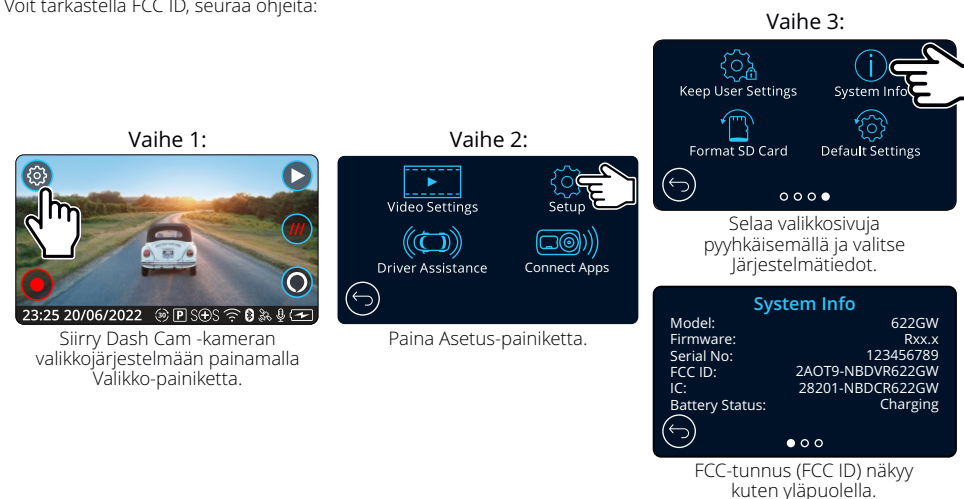 Voit tarkastella FCC ID, seuraa ohjeita:
Vaihe 1:
23:25 20/06/2022 30 P S S
Siirry Dash Cam -kameran
valikkojärjestelmään painamalla
Valikko-painiketta.
Vaihe 2:
Video Settings
Setup
Driver Assistance
Connect Apps
Paina Asetus-painiketta.
Vaihe 3:
Keep User Settings
System Info
Format SD Card
Default Settings
Selaa valikkosivuja
pyyhkäisemällä ja valitse
Järjestelmätiedot.
System Info
Model: 622GW
Firmware: Rxx.x
Serial No: 123456789
FCC ID: 2AOT9-NBDVR622GW
IC: 28201-NBDCR622GW
Battery Status: Charging
FCC-tunnus (FCC ID) näkyy
kuten yläpuolella.